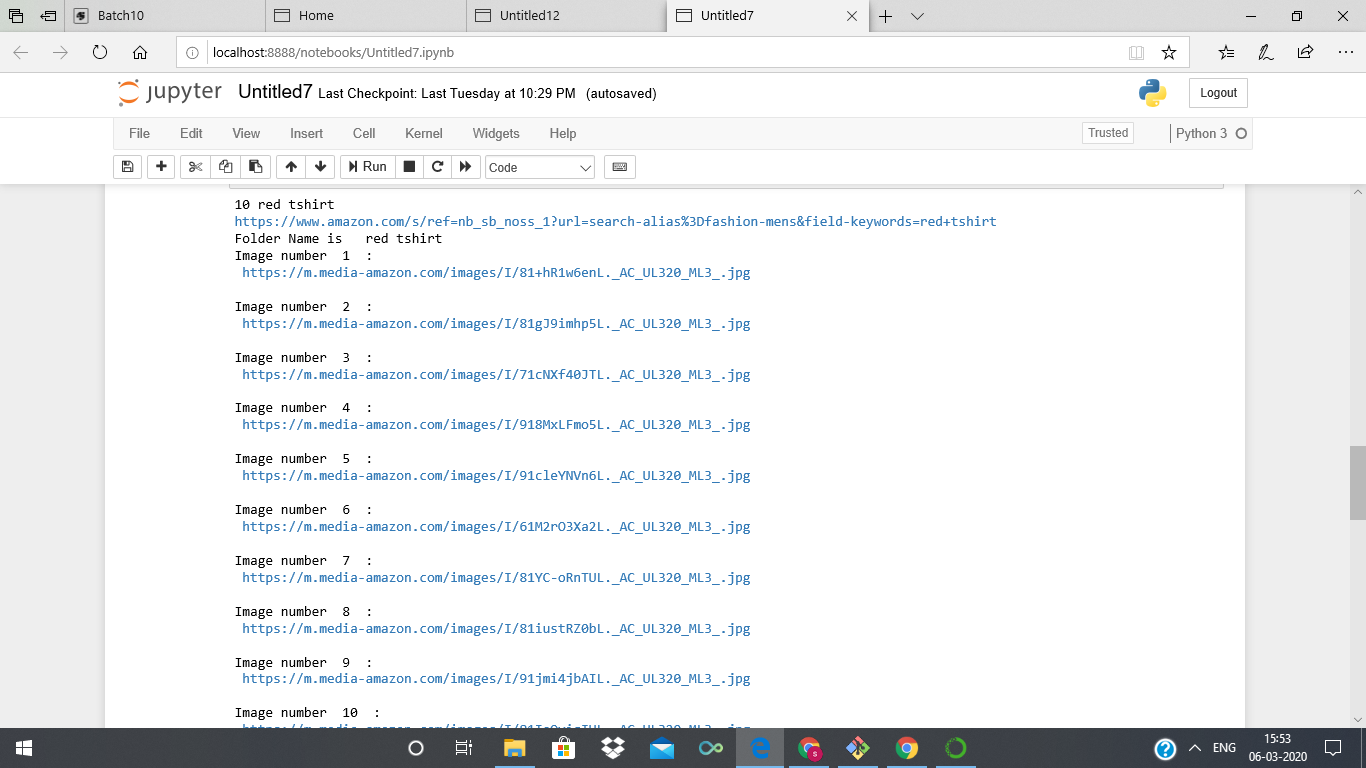 Batch10
Home
Untitled12
Untitled7
localhost:8888/notebooks/Untitled7.ipynb
jupyter Untitled7 Last Checkpoint: Last Tuesday at 10:29 PM (autosaved)
Logout
File Edit View Insert Cell Kernel Widgets Help
Trusted
Python 3
Run
Code
10 red tshirt
https://www.amazon.com/s/ref=nb_sb_noss_1?url=search-alias%3Dfashion-mens&field-keywords=red+tshirt
Folder Name is   red tshirt
Image number  1  :
https://m.media-amazon.com/images/I/81+hR1w6enL._AC_UL320_ML3_.jpg
Image number  2  :
https://m.media-amazon.com/images/I/81gJ9imhp5L._AC_UL320_ML3_.jpg
Image number  3  :
https://m.media-amazon.com/images/I/71cNXf40JTL._AC_UL320_ML3_.jpg
Image number  4  :
https://m.media-amazon.com/images/I/918MxLFmo5L._AC_UL320_ML3_.jpg
Image number  5  :
https://m.media-amazon.com/images/I/91cleYNVn6L._AC_UL320_ML3_.jpg
Image number  6  :
https://m.media-amazon.com/images/I/61M2rO3Xa2L._AC_UL320_ML3_.jpg
Image number  7  :
https://m.media-amazon.com/images/I/81YC-oRnTUL._AC_UL320_ML3_.jpg
Image number  8  :
https://m.media-amazon.com/images/I/81iustRZ0bL._AC_UL320_ML3_.jpg
Image number  9  :
https://m.media-amazon.com/images/I/91jmi4jbAIL._AC_UL320_ML3_.jpg
Image number  10  :
ENG
15:53
06-03-2020